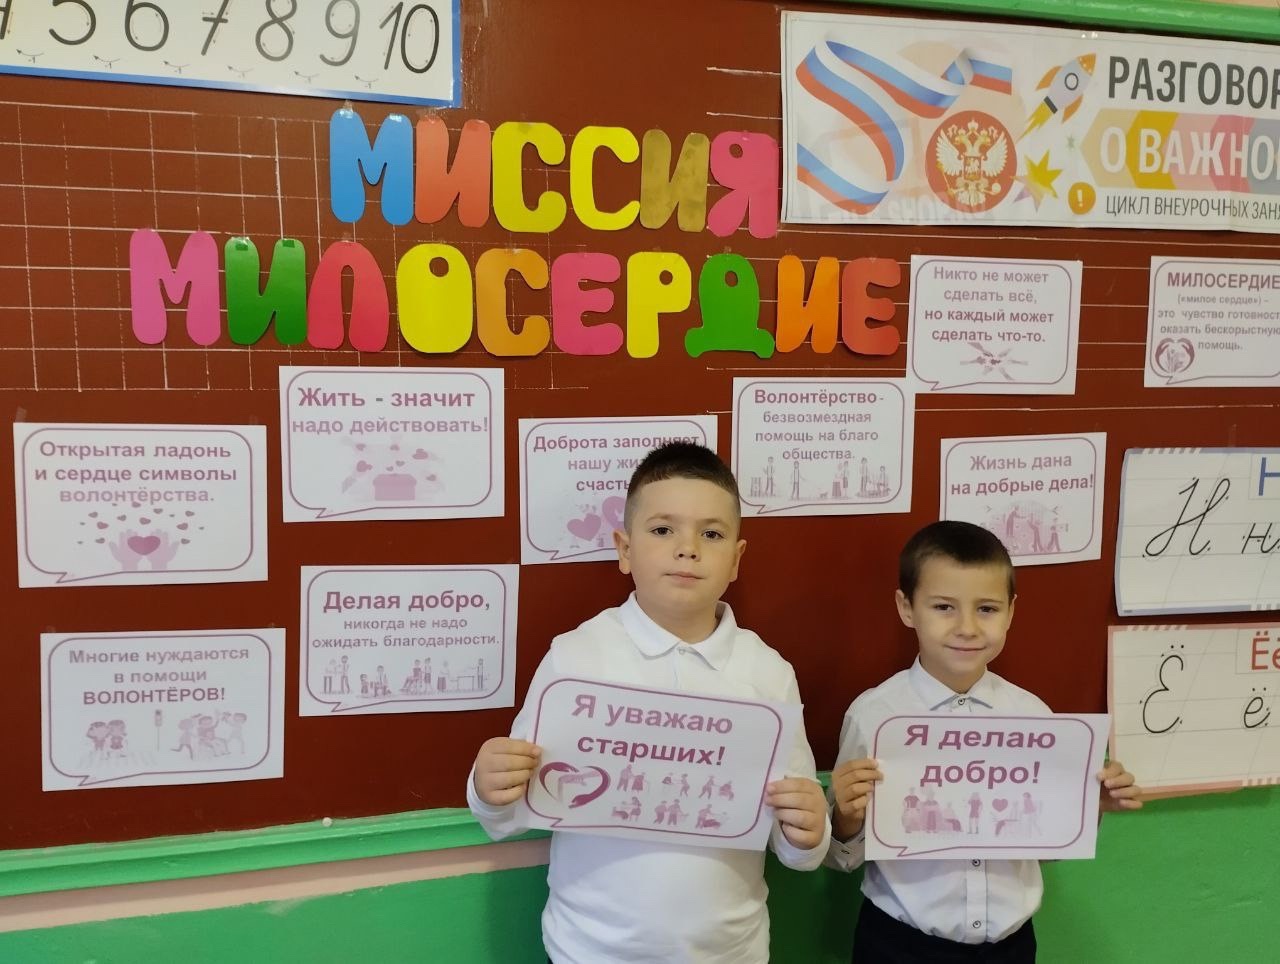 5 6 7 8 9 10
РАЗГОВОР
О ВАЖНО
ЦИКЛ ВНЕУРОЧНЫХ ЗАНЯ
МИССИЯ
МИЛОСЕРДИЕ
Никто не может
сделать всё,
но каждый может
сделать что-то.
МИЛОСЕРДИЕ
(«милое сердце») –
это чувство готовност
оказать бескорыстную
помощь.
Жить - значит
надо действовать!
Волонтёрство-
безвозмездная
помощь на благо
общества.
Открытая ладонь
и сердце символы
волонтёрства.
Доброта заполняет
нашу жи
счасть
Жизнь дана
на добрые дела!
Н
Н н
Делая добро,
никогда не надо
ожидать благодарности.
Многие нуждаются
в помощи
ВОЛОНТЁРОВ!
Ёё
Ё ё
Я уважаю
старших!
Я делаю
добро!